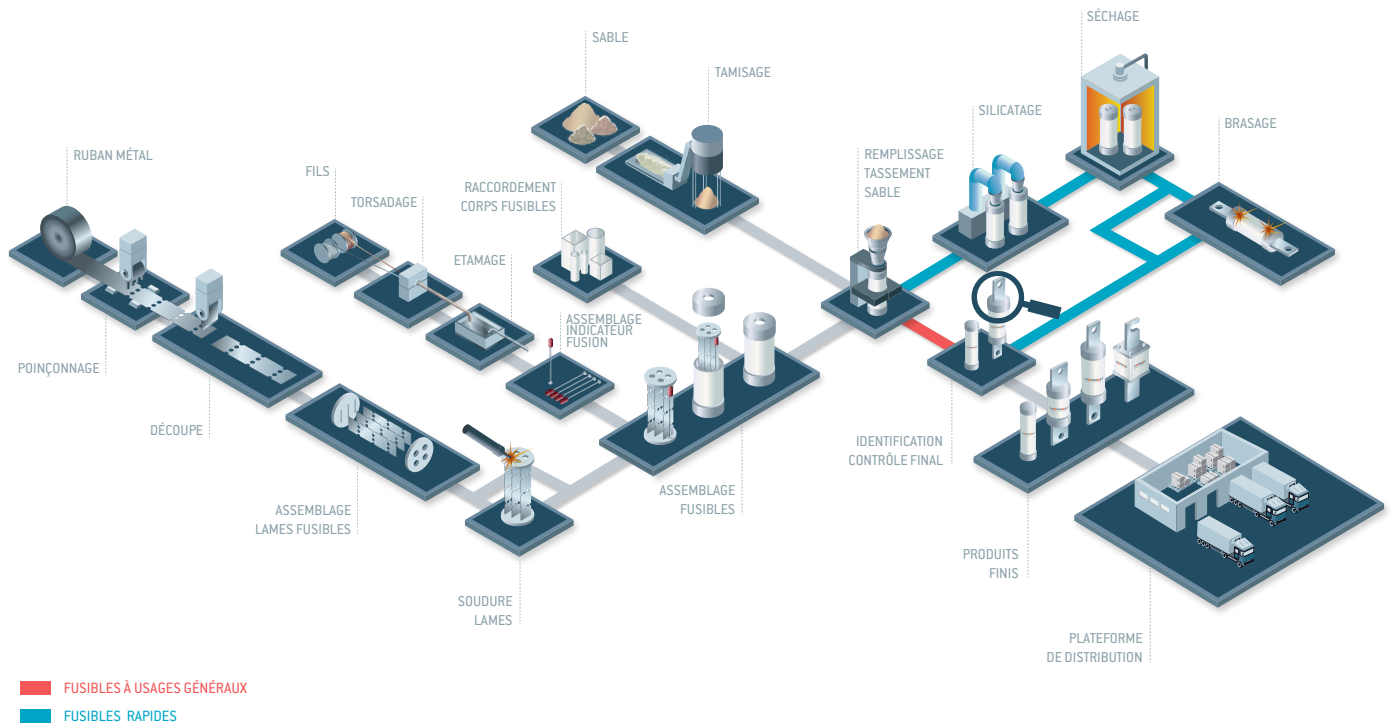 SÉCHAGE
SABLE
TAMISAGE
SILICATAGE
BRASAGE
RUBAN MÉTAL
FILS
REMPLISSAGE
TASSEMENT
SABLE
TORSADAGE
RACCORDEMENT
CORPS FUSIBLES
ETAMAGE
ASSEMBLAGE
INDICATEUR
FUSION
POINÇONNAGE
DÉCOUPE
IDENTIFICATION
CONTRÔLE FINAL
ASSEMBLAGE
FUSIBLES
ASSEMBLAGE
LAMES FUSIBLES
PRODUITS
FINIS
SOUDURE
LAMES
PLATEFORME
DE DISTRIBUTION
FUSIBLES À USAGES GÉNÉRAUX
FUSIBLES RAPIDES